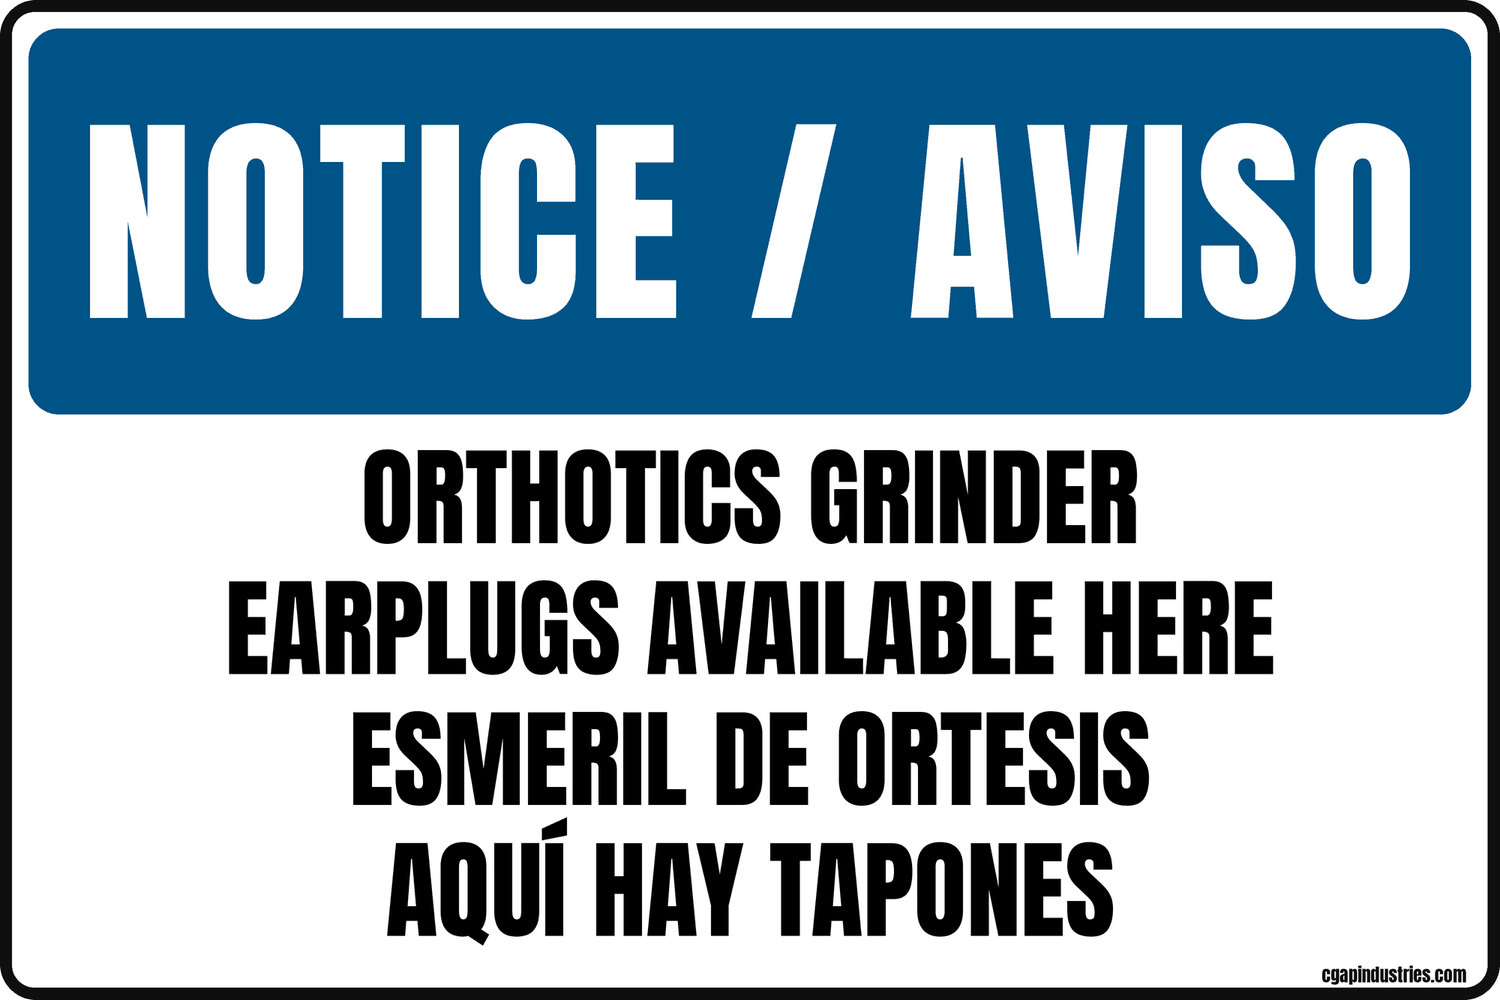 NOTICE / AVISO
ORTHOTICS GRINDER
EARPLUGS AVAILABLE HERE
ESMERIL DE ORTESIS
AQUÍ HAY TAPONES
cgapindustries.com